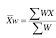 X̄w = ∑WX / ∑W